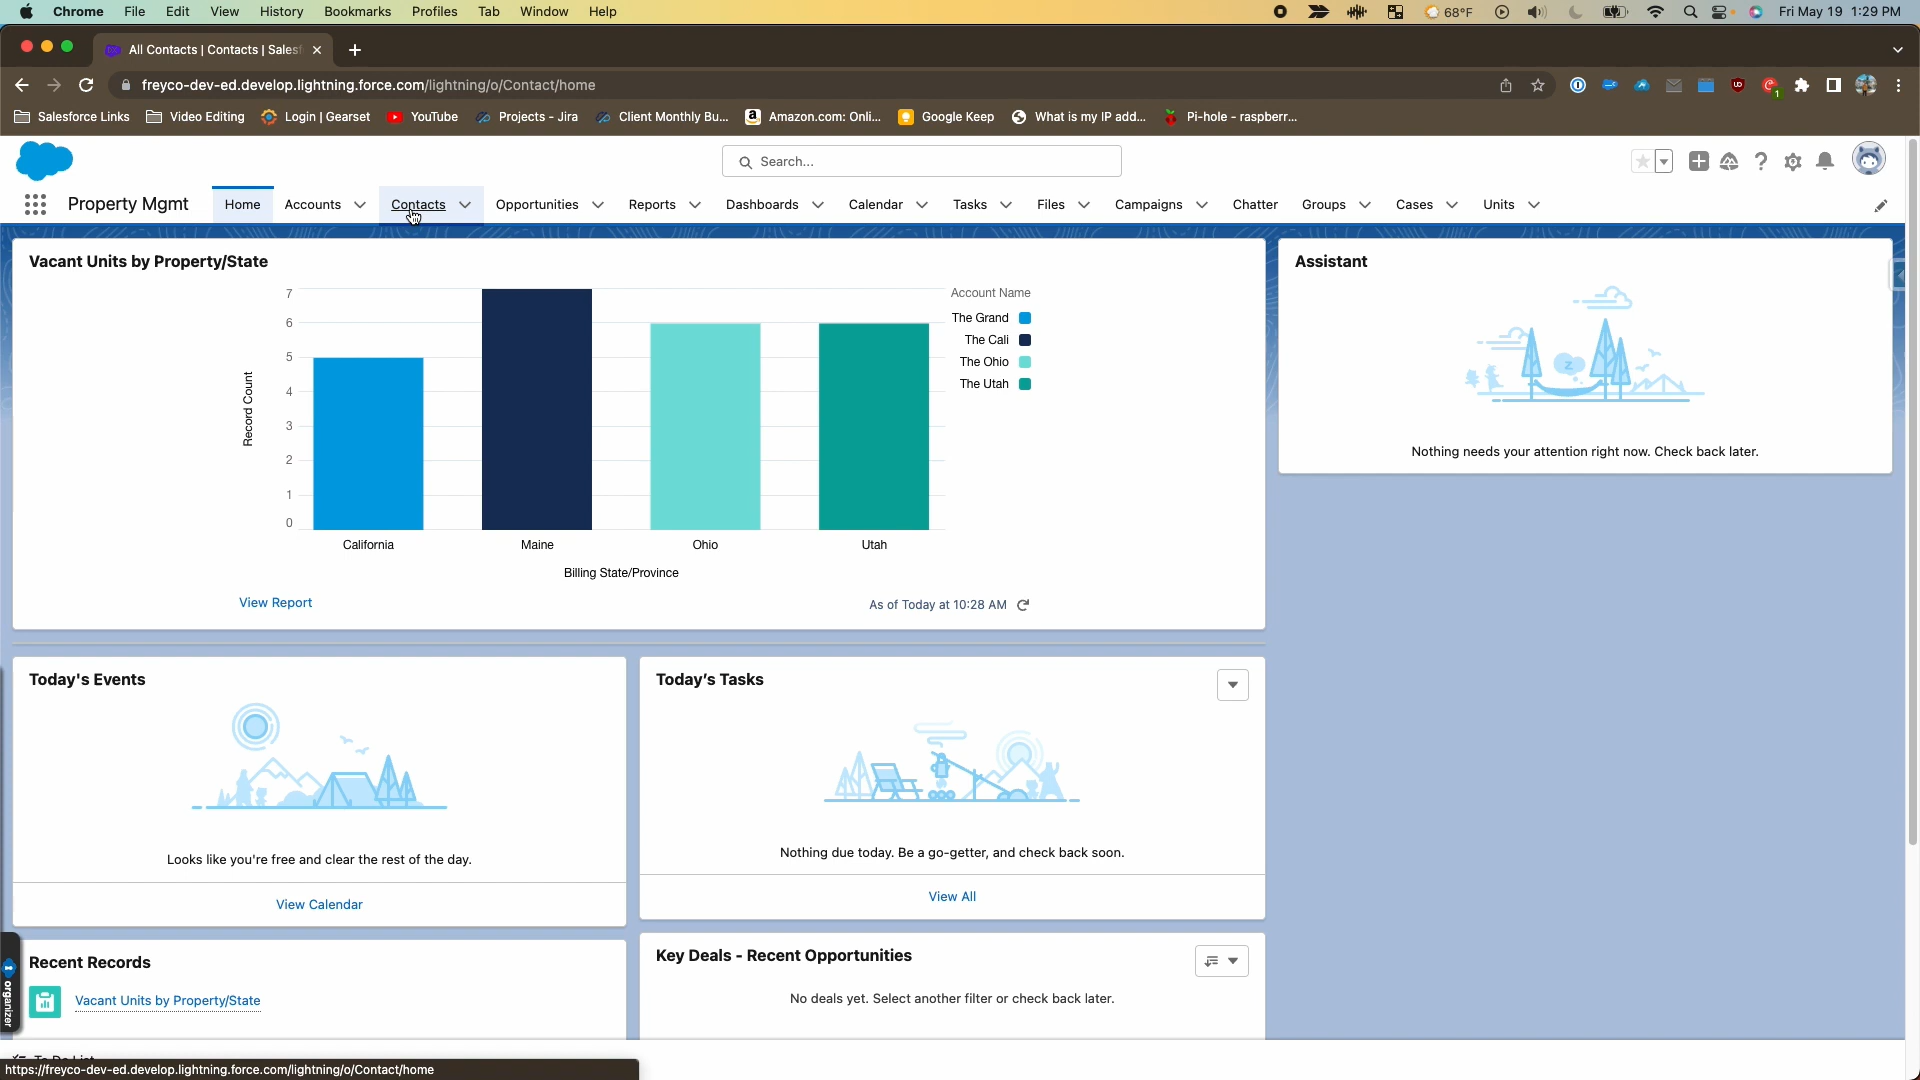 Chrome File Edit View History Bookmarks Profiles Tab Window Help 68°F Fri May 19 1:29 PM
All Contacts | Contacts | Sales
freyco-dev-ed.develop.lightning.force.com/lightning/o/Contact/home
Salesforce Links Video Editing Login | Gearset YouTube Projects - Jira Client Monthly Bu... Amazon.com: Onli... Google Keep What is my IP add... Pi-hole - raspberr...
Search...
Property Mgmt Home Accounts Contacts Opportunities Reports Dashboards Calendar Tasks Files Campaigns Chatter Groups Cases Units
Vacant Units by Property/State
Record Count
7
6
5
4
3
2
1
0
California Maine Ohio Utah
Billing State/Province
Account Name
The Grand
The Cali
The Ohio
The Utah
View Report
As of Today at 10:28 AM
Assistant
z
Nothing needs your attention right now. Check back later.
Today's Events
Looks like you're free and clear the rest of the day.
View Calendar
Today's Tasks
Nothing due today. Be a go-getter, and check back soon.
View All
Recent Records
Vacant Units by Property/State
Key Deals - Recent Opportunities
No deals yet. Select another filter or check back later.
organizer
To Do List
https://freyco-dev-ed.develop.lightning.force.com/lightning/o/Contact/home